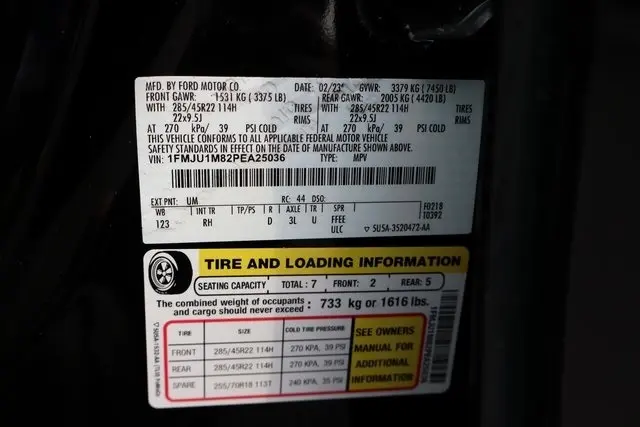 MFD. BY FORD MOTOR CO. DATE: 02/23* GVWR: 3379 KG ( 7450 LB)
FRONT GAWR: 1531 KG ( 3375 LB) REAR GAWR: 2005 KG ( 4420 LB)
WITH 285/45R22 114H TIRES WITH 285/45R22 114H TIRES
22x9.5J RIMS 22x9.5J RIMS
AT 270 kPa/ 39 PSI COLD AT 270 kPa/ 39 PSI COLD
THIS VEHICLE CONFORMS TO ALL APPLICABLE FEDERAL MOTOR VEHICLE
SAFETY STANDARDS IN EFFECT ON THE DATE OF MANUFACTURE SHOWN ABOVE.
VIN: 1FMJU1M82PEA25036 TYPE: MPV
EXT PNT: UM RC: 44 DSO: F0218
WB INT TR TP/PS R AXLE TR SPR T0392
123 RH D 3L U FFEE
ULC ▽ 5U5A-3520472-AA
TIRE AND LOADING INFORMATION
SEATING CAPACITY TOTAL : 7 FRONT: 2 REAR: 5
The combined weight of occupants and cargo should never exceed : 733 kg or 1616 lbs.
TIRE SIZE COLD TIRE PRESSURE
FRONT 285/45R22 114H 270 KPA, 39 PSI
REAR 285/45R22 114H 270 KPA, 39 PSI
SPARE 255/70R18 113T 240 KPA, 35 PSI
SEE OWNERS
MANUAL FOR
ADDITIONAL
INFORMATION
1FMJU1M82PEA25036